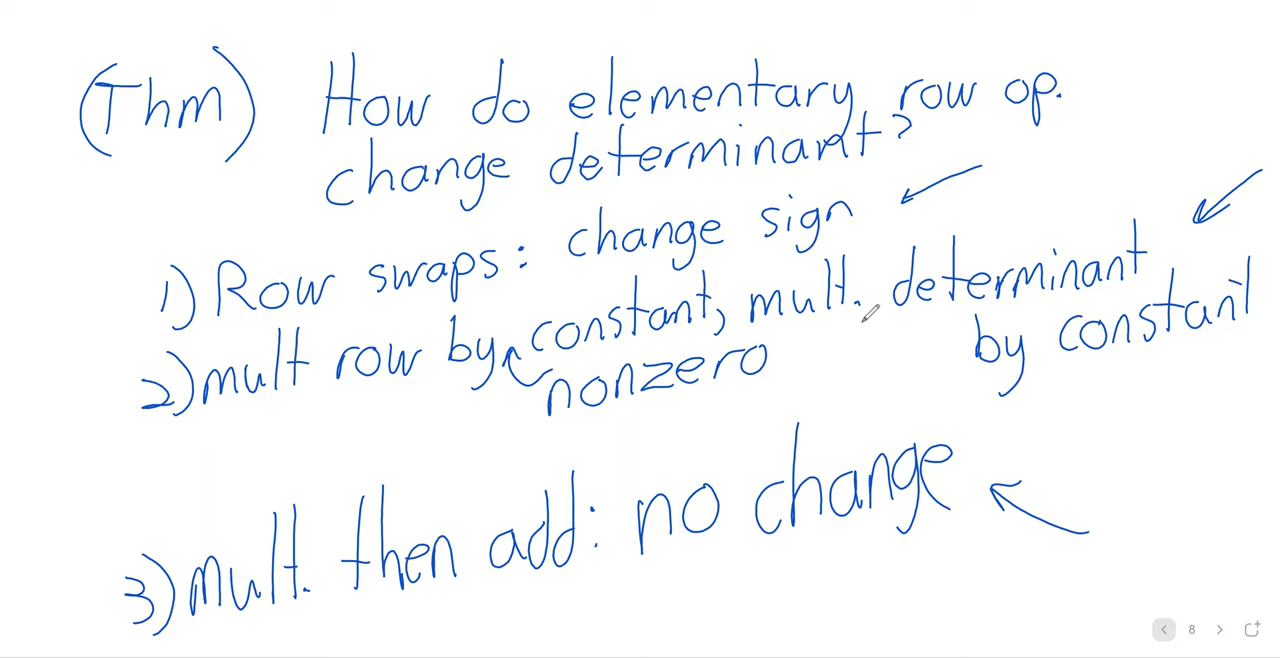 (Thm) How do elementary row op.
change determinant?
1) Row swaps: change sign
2) mult row by constant, mult. determinant
nonzero
by constant
3) mult. then add: no change
8